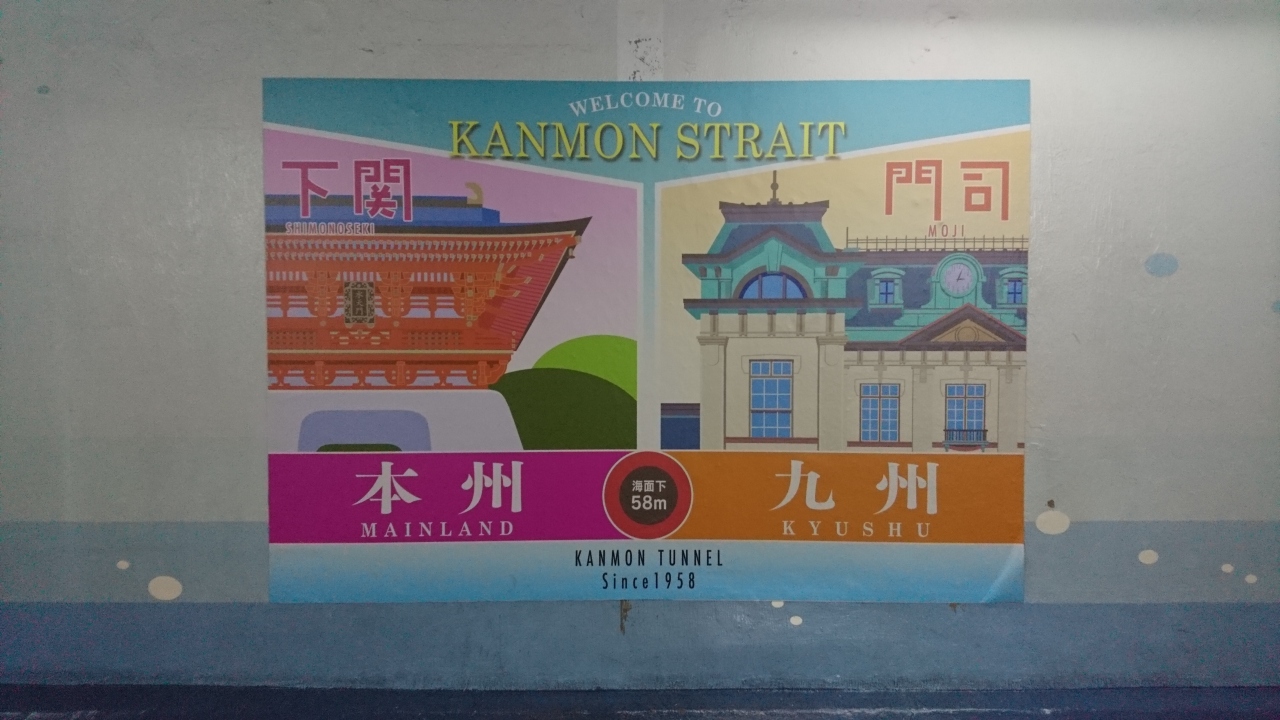 WELCOME TO
KANMON STRAIT
下関
SHIMONOSEKI
門司
MOJI
本州
MAINLAND
海面下
58m
九州
KYUSHU
KANMON TUNNEL
Since1958